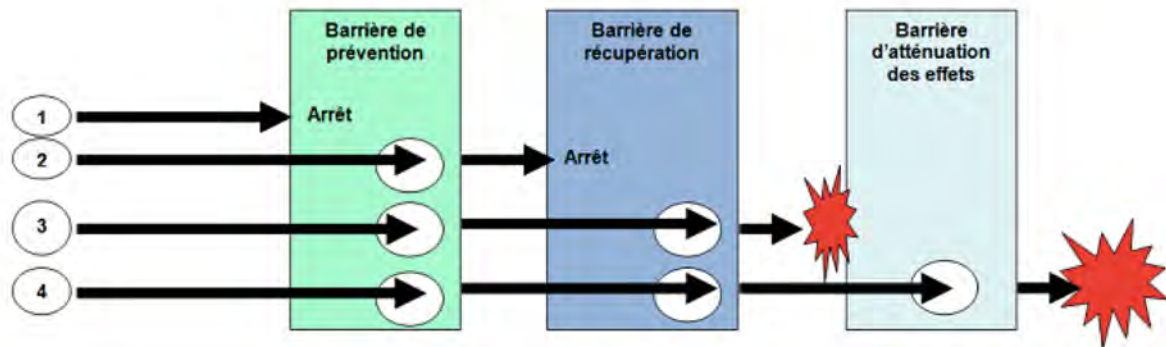 Barrière de
prévention
Barrière de
récupération
Barrière
d'atténuation
des effets
1
Arrêt
2
Arrêt
3
4